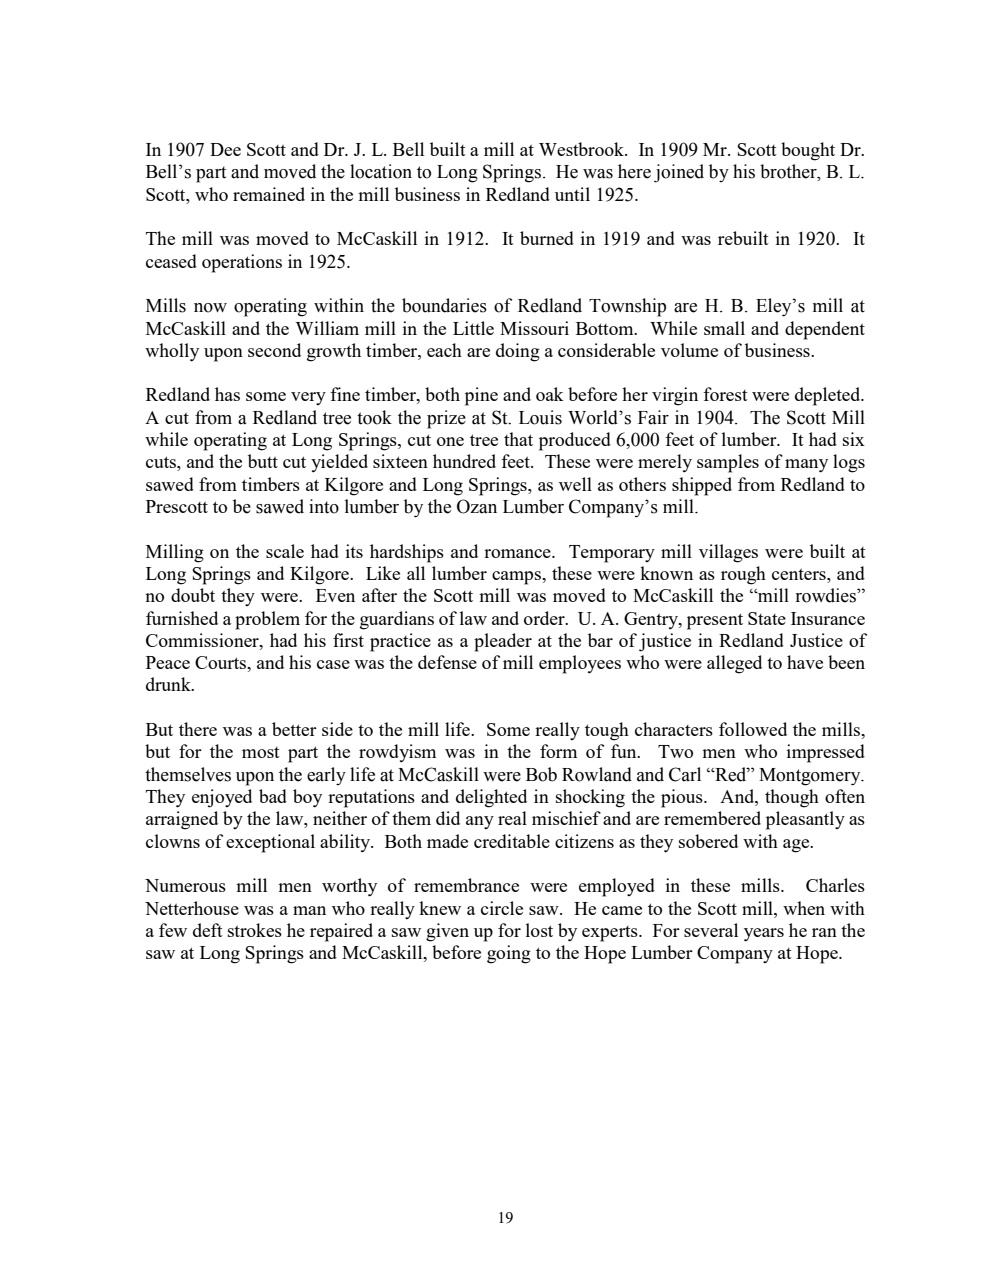 In 1907 Dee Scott and Dr. J. L. Bell built a mill at Westbrook.  In 1909 Mr. Scott bought Dr.
Bell’s part and moved the location to Long Springs.  He was here joined by his brother, B. L.
Scott, who remained in the mill business in Redland until 1925.
The mill was moved to McCaskill in 1912.  It burned in 1919 and was rebuilt in 1920.  It
ceased operations in 1925.
Mills now operating within the boundaries of Redland Township are H. B. Eley’s mill at
McCaskill and the William mill in the Little Missouri Bottom.  While small and dependent
wholly upon second growth timber, each are doing a considerable volume of business.
Redland has some very fine timber, both pine and oak before her virgin forest were depleted.
A cut from a Redland tree took the prize at St. Louis World’s Fair in 1904.  The Scott Mill
while operating at Long Springs, cut one tree that produced 6,000 feet of lumber.  It had six
cuts, and the butt cut yielded sixteen hundred feet.  These were merely samples of many logs
sawed from timbers at Kilgore and Long Springs, as well as others shipped from Redland to
Prescott to be sawed into lumber by the Ozan Lumber Company’s mill.
Milling on the scale had its hardships and romance.  Temporary mill villages were built at
Long Springs and Kilgore.  Like all lumber camps, these were known as rough centers, and
no doubt they were.  Even after the Scott mill was moved to McCaskill the “mill rowdies”
furnished a problem for the guardians of law and order.  U. A. Gentry, present State Insurance
Commissioner, had his first practice as a pleader at the bar of justice in Redland Justice of
Peace Courts, and his case was the defense of mill employees who were alleged to have been
drunk.
But there was a better side to the mill life.  Some really tough characters followed the mills,
but for the most part the rowdyism was in the form of fun.  Two men who impressed
themselves upon the early life at McCaskill were Bob Rowland and Carl “Red” Montgomery.
They enjoyed bad boy reputations and delighted in shocking the pious.  And, though often
arraigned by the law, neither of them did any real mischief and are remembered pleasantly as
clowns of exceptional ability.  Both made creditable citizens as they sobered with age.
Numerous mill men worthy of remembrance were employed in these mills.  Charles
Netterhouse was a man who really knew a circle saw.  He came to the Scott mill, when with
a few deft strokes he repaired a saw given up for lost by experts.  For several years he ran the
saw at Long Springs and McCaskill, before going to the Hope Lumber Company at Hope.
19